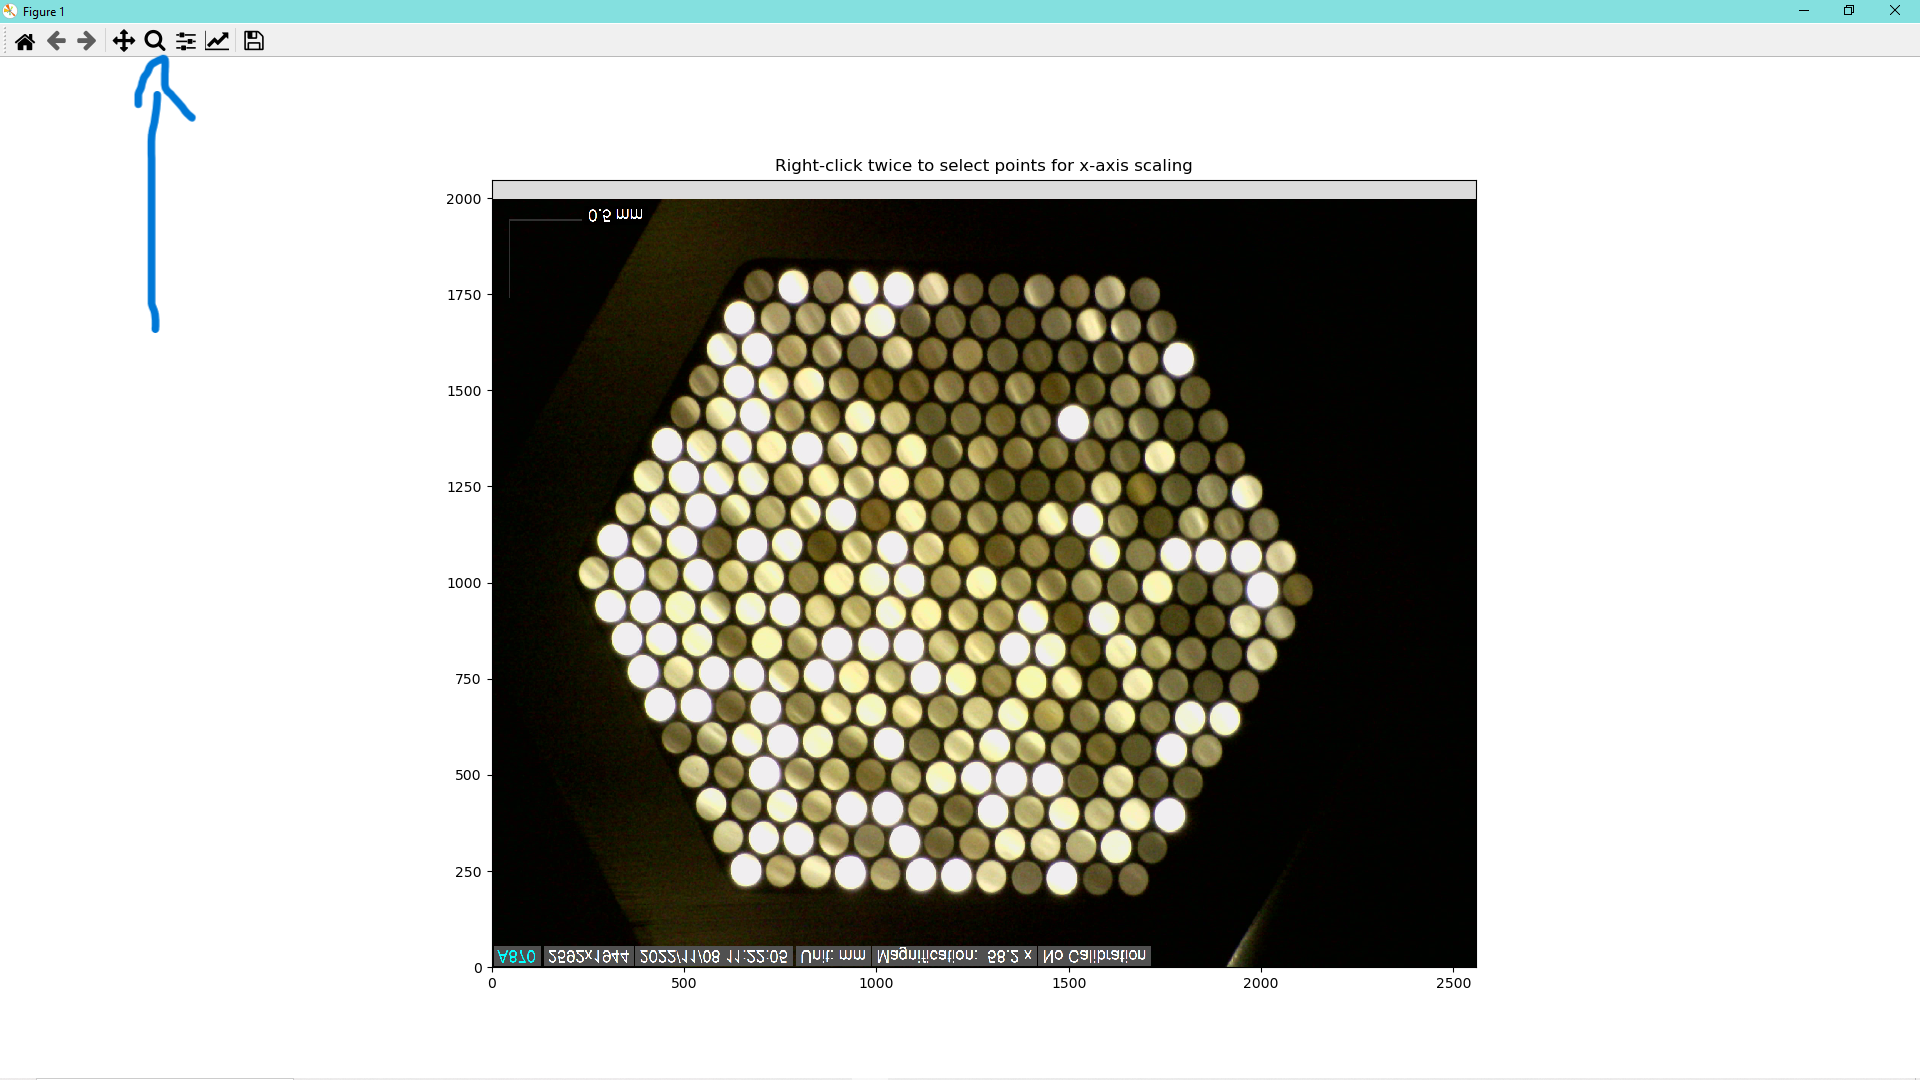 Figure 1
Right-click twice to select points for x-axis scaling
2000
1750
1500
1250
1000
750
500
250
0
0.5 mm
A870 2592x1944 2022/11/08 11:22:05 Unit: mm Magnification: 58.2 x No Calibration
0 500 1000 1500 2000 2500